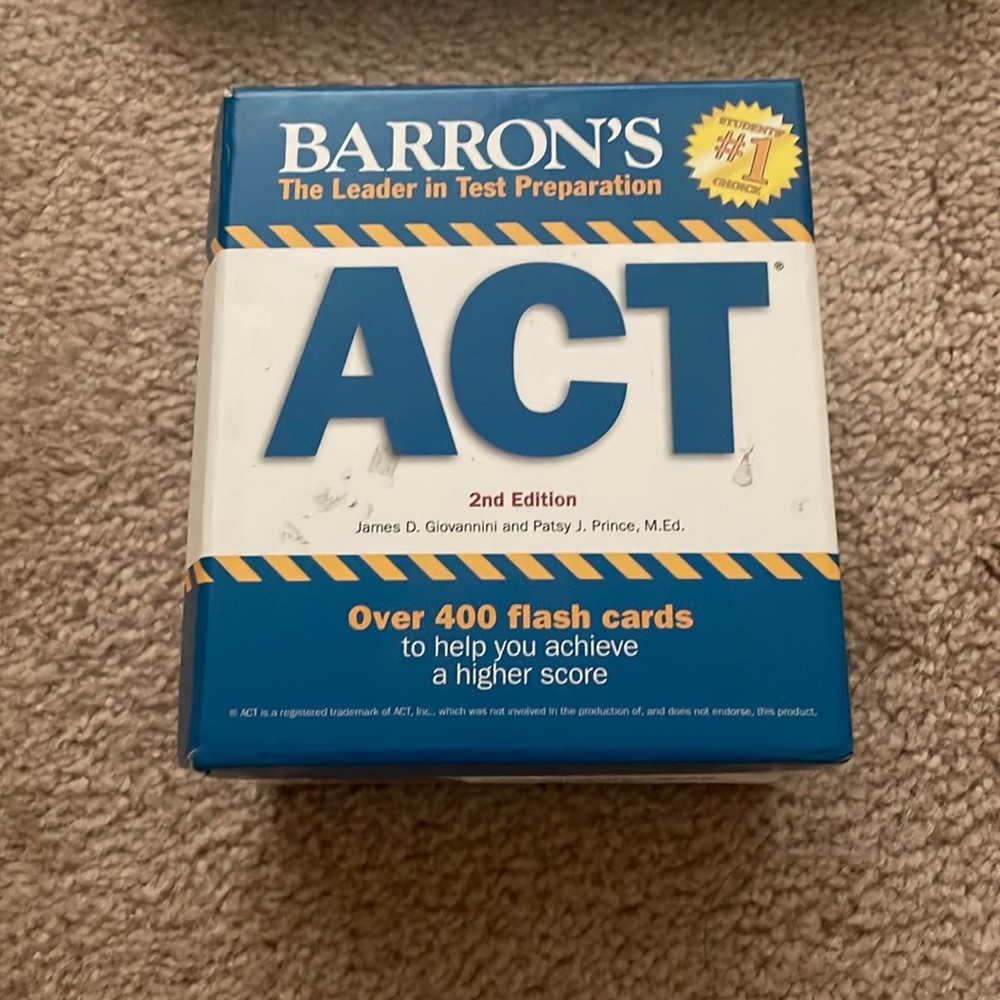 BARRON'S
The Leader in Test Preparation
STUDENTS'
#1
CHOICE
ACT®
2nd Edition
James D. Giovannini and Patsy J. Prince, M.Ed.
Over 400 flash cards
to help you achieve
a higher score
® ACT is a registered trademark of ACT, Inc., which was not involved in the production of, and does not endorse, this product.